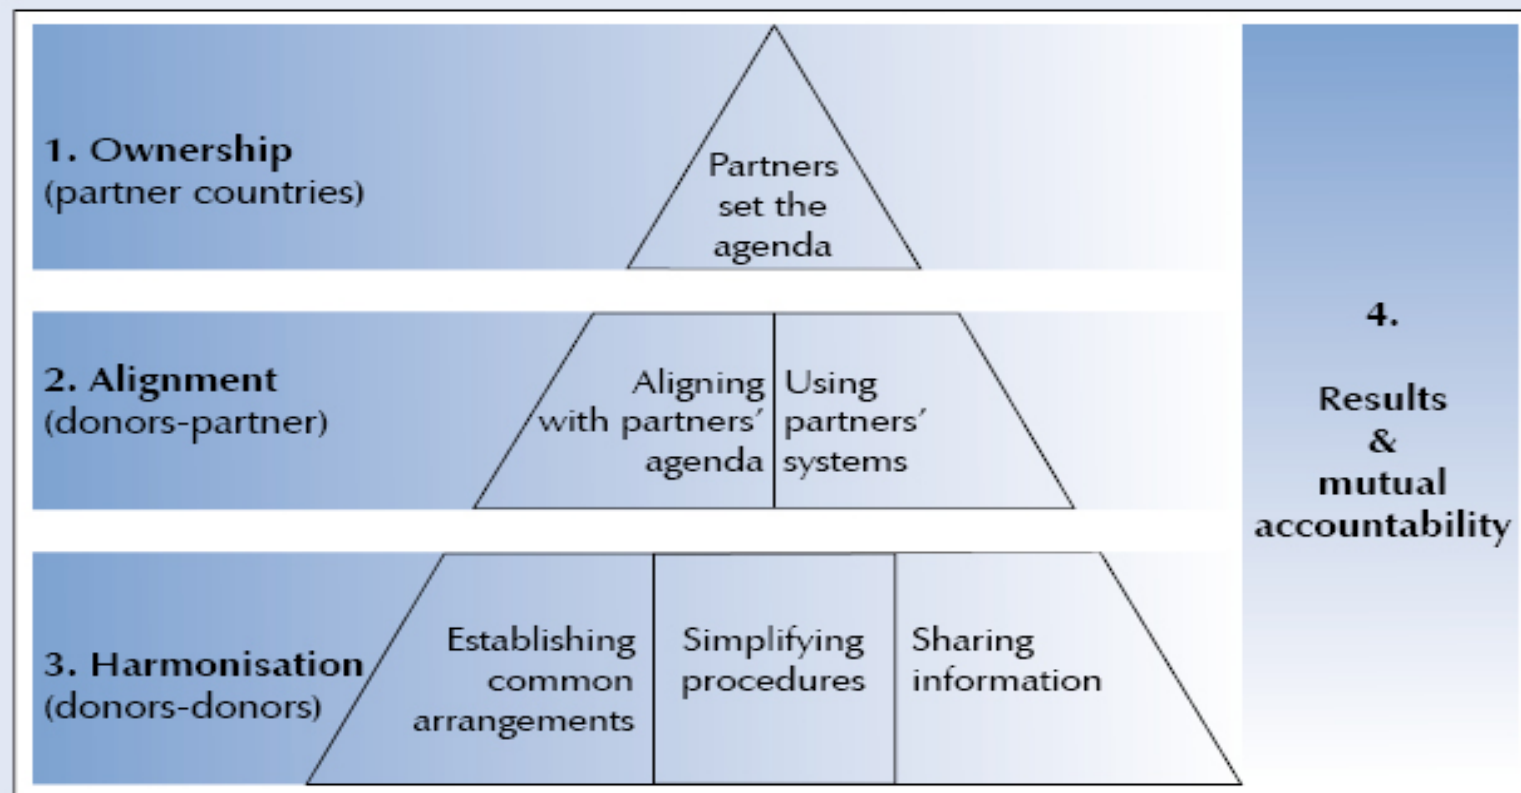 1. Ownership
(partner countries)
Partners
set the
agenda
2. Alignment
(donors-partner)
Aligning
with partners’
agenda
Using
partners’
systems
3. Harmonisation
(donors-donors)
Establishing
common
arrangements
Simplifying
procedures
Sharing
information
4.
Results
&
mutual
accountability